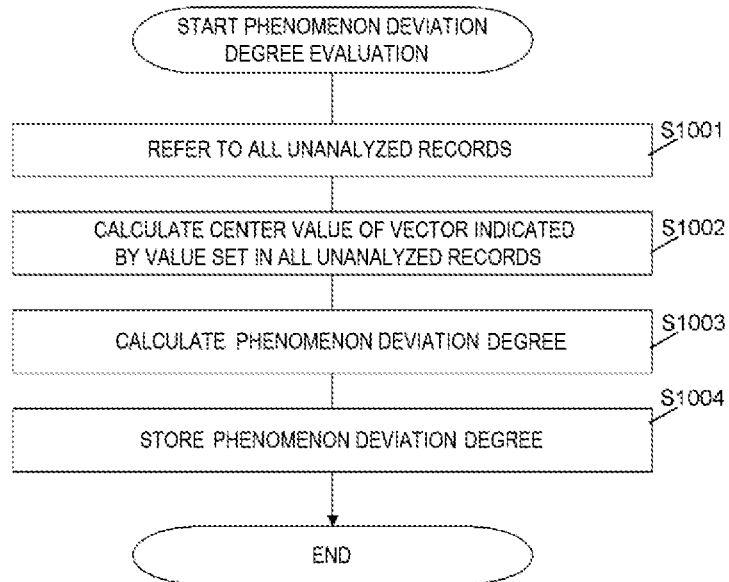 START PHENOMENON DEVIATION
DEGREE EVALUATION
S1001
REFER TO ALL UNANALYZED RECORDS
S1002
CALCULATE CENTER VALUE OF VECTOR INDICATED
BY VALUE SET IN ALL UNANALYZED RECORDS
S1003
CALCULATE PHENOMENON DEVIATION DEGREE
S1004
STORE PHENOMENON DEVIATION DEGREE
END